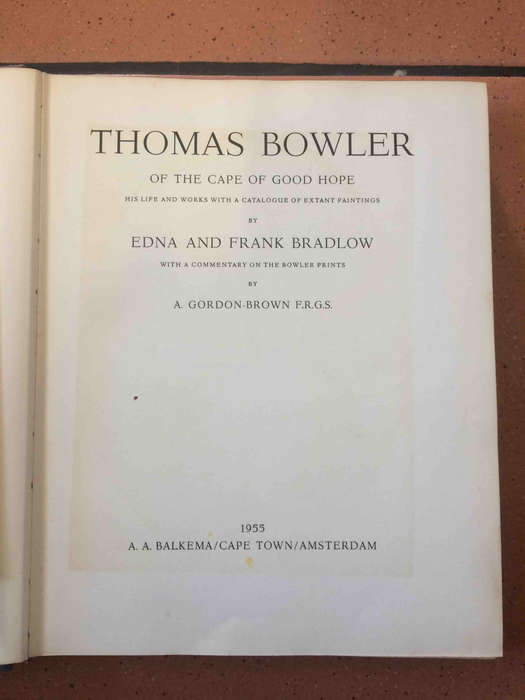 THOMAS BOWLER
OF THE CAPE OF GOOD HOPE
HIS LIFE AND WORKS WITH A CATALOGUE OF EXTANT PAINTINGS
BY
EDNA AND FRANK BRADLOW
WITH A COMMENTARY ON THE BOWLER PRINTS
BY
A. GORDON-BROWN F.R.G.S.
1955
A. A. BALKEMA/CAPE TOWN/AMSTERDAM